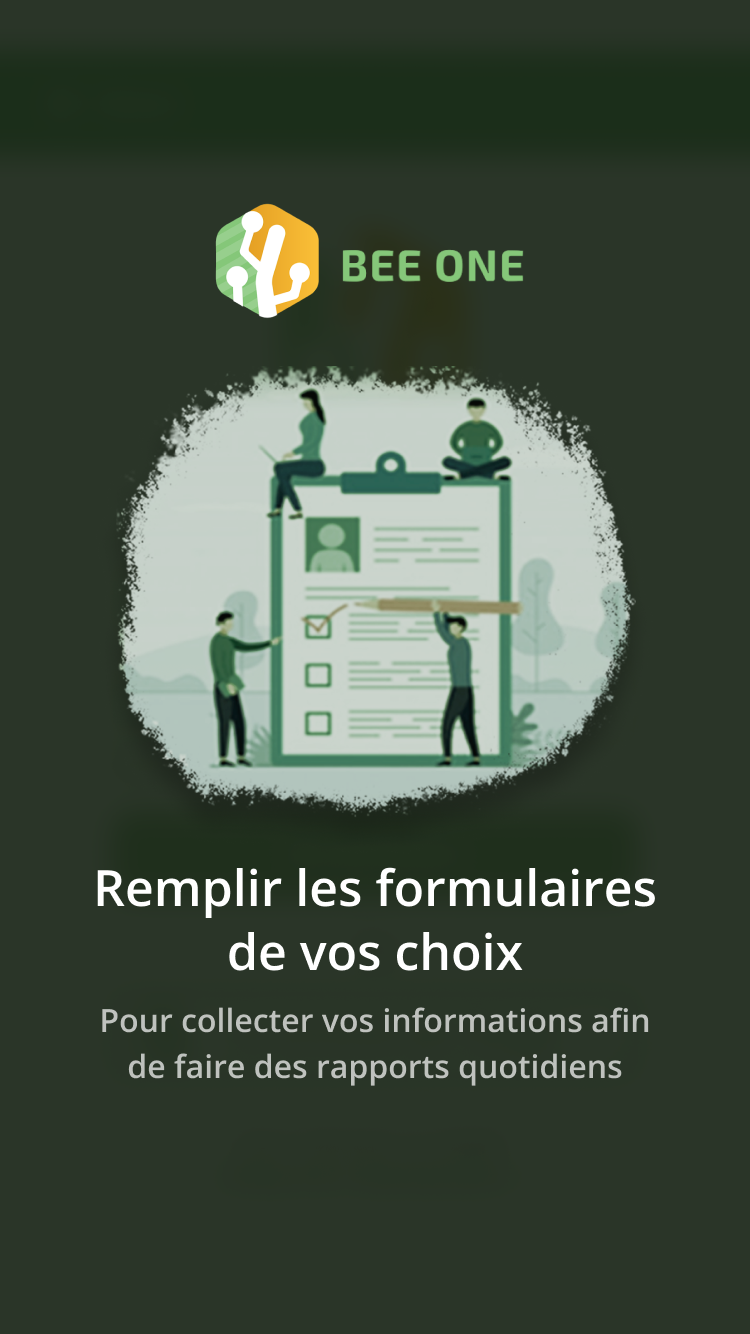 BEE ONE
Remplir les formulaires
de vos choix
Pour collecter vos informations afin
de faire des rapports quotidiens